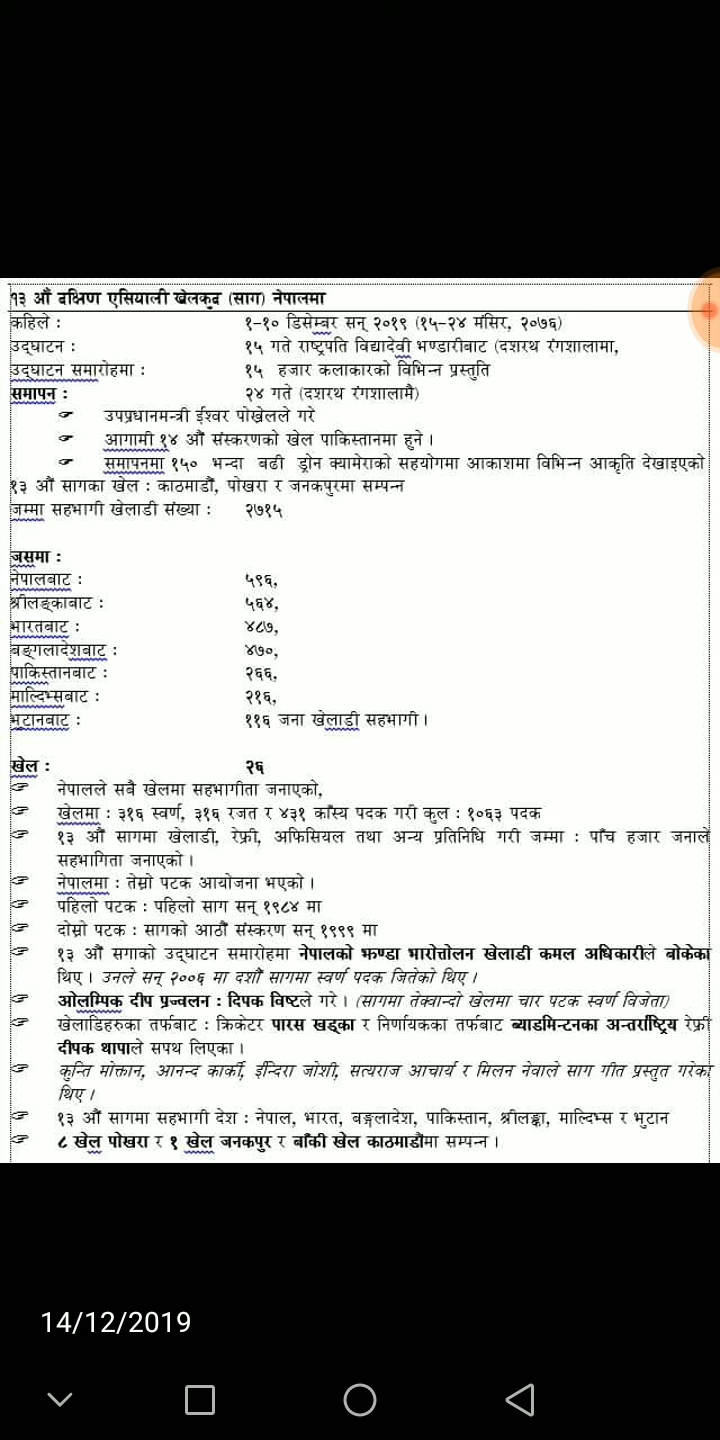 १३ औं दक्षिण एसियाली खेलकुद (साग) नेपालमा
कहिले : १-१० डिसेम्बर सन् २०१९ (१५-२४ मंसिर, २०७६)
उद्घाटन : १५ गते राष्ट्रपति विद्यादेवी भण्डारीबाट (दशरथ रंगशालामा,
उद्घाटन समारोहमा : १५ हजार कलाकारको विभिन्न प्रस्तुति
समापन : २४ गते (दशरथ रंगशालामै)
☞ उपप्रधानमन्त्री ईश्वर पोखेलले गरे
☞ आगामी १४ औं संस्करणको खेल पाकिस्तानमा हुने ।
☞ समापनमा १५० भन्दा बढी ड्रोन क्यामेराको सहयोगमा आकाशमा विभिन्न आकृति देखाइएको
१३ औं सागका खेल : काठमाडौं, पोखरा र जनकपुरमा सम्पन्न
जम्मा सहभागी खेलाडी संख्या : २७१५
जसमा :
नेपालबाट : ५९६,
श्रीलङ्काबाट : ५६४,
भारतबाट : ४८७,
बङ्गलादेशबाट : ४७०,
पाकिस्तानबाट : २६६,
माल्दिभ्सबाट : २१६,
भुटानबाट : ११६ जना खेलाडी सहभागी ।
खेल : २६
☞ नेपालले सबै खेलमा सहभागीता जनाएको,
☞ खेलमा : ३१६ स्वर्ण, ३१६ रजत र ४३१ काँस्य पदक गरी कुल : १०६३ पदक
☞ १३ औं सागमा खेलाडी, रेफ्री, अफिसियल तथा अन्य प्रतिनिधि गरी जम्मा : पाँच हजार जनाले
सहभागिता जनाएको ।
☞ नेपालमा : तेस्रो पटक आयोजना भएको ।
☞ पहिलो पटक : पहिलो साग सन् १९८४ मा
☞ दोस्रो पटक : सागको आठौं संस्करण सन् १९९९ मा
☞ १३ औं सगाको उद्घाटन समारोहमा नेपालको झण्डा भारोत्तोलन खेलाडी कमल अधिकारीले बोकेका
थिए । उनले सन् २००६ मा दशौं सागमा स्वर्ण पदक जितेको थिए ।
☞ ओलम्पिक दीप प्रज्वलन : दिपक विष्टले गरे । (सागमा तेक्वान्दो खेलमा चार पटक स्वर्ण विजेता)
☞ खेलाडिहरुका तर्फबाट : क्रिकेटर पारस खड्का र निर्णायकका तर्फबाट ब्याडमिन्टनका अन्तर्राष्ट्रिय रेफ्री
दीपक थापाले सपथ लिएका ।
☞ कुन्ति मोक्तान, आनन्द कार्की, ईन्दिरा जोशी, सत्यराज आचार्य र मिलन नेवाले साग गीत प्रस्तुत गरेका
थिए ।
☞ १३ औं सागमा सहभागी देश : नेपाल, भारत, बङ्गलादेश, पाकिस्तान, श्रीलङ्का, माल्दिभ्स र भुटान
☞ ८ खेल पोखरा र १ खेल जनकपुर र बाँकी खेल काठमाडौंमा सम्पन्न ।
14/12/2019